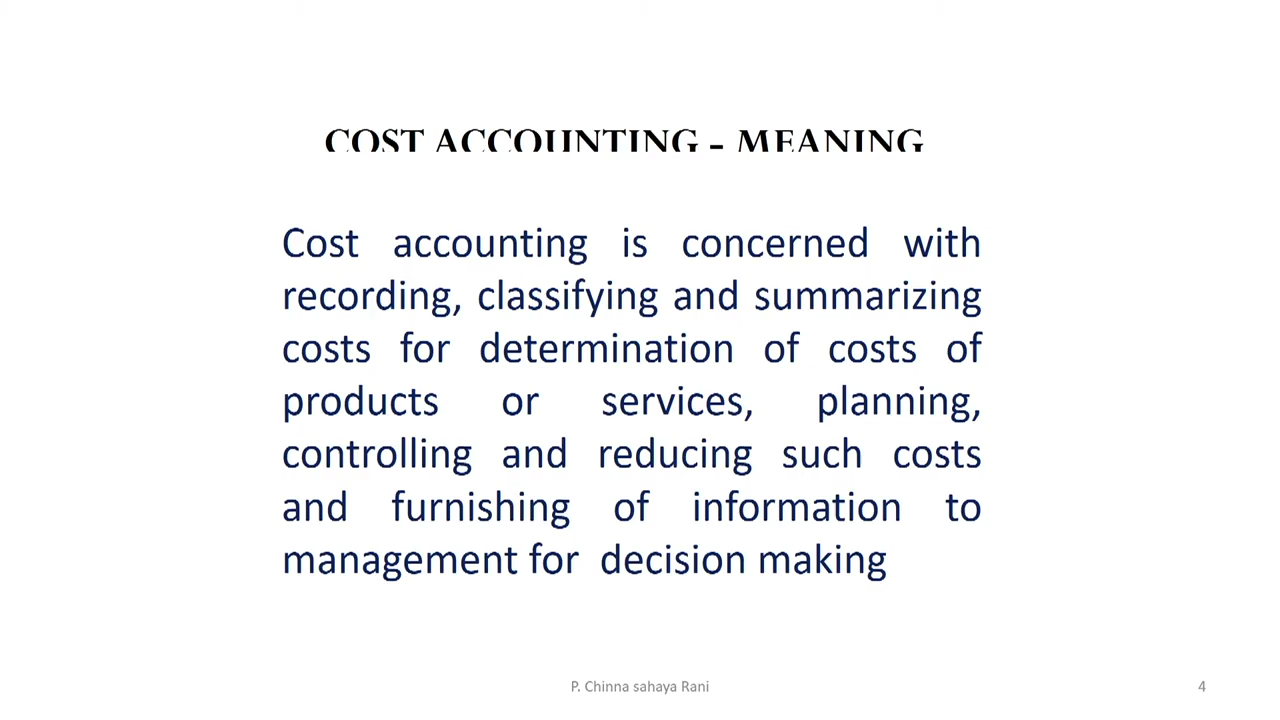 COST ACCOUNTING – MEANING
Cost accounting is concerned with
recording, classifying and summarizing
costs for determination of costs of
products or services, planning,
controlling and reducing such costs
and furnishing of information to
management for decision making
P. Chinna sahaya Rani
4